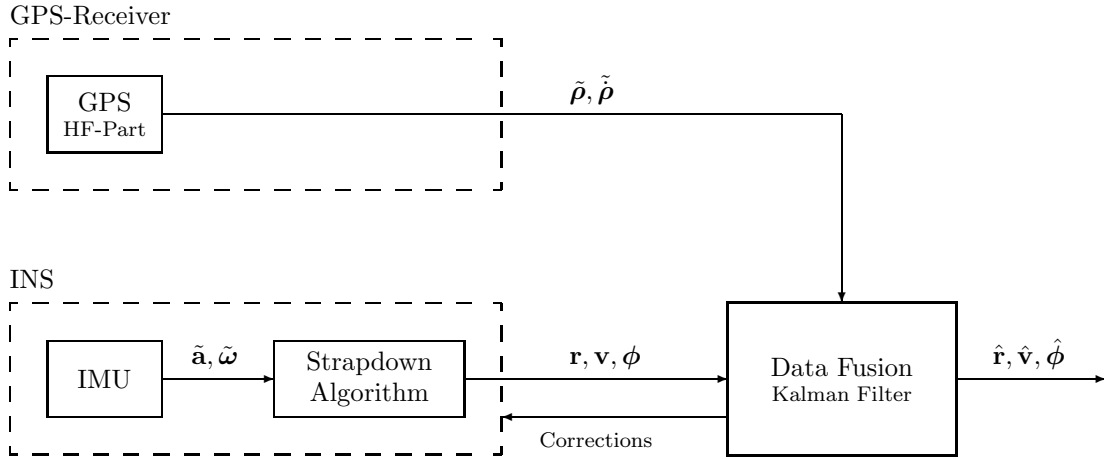 GPS-Receiver
GPS
HF-Part
ρ̃, ρ̇̃
INS
IMU
ã, ω̃
Strapdown
Algorithm
r, v, ϕ
Corrections
Data Fusion
Kalman Filter
r̂, v̂, ϕ̂